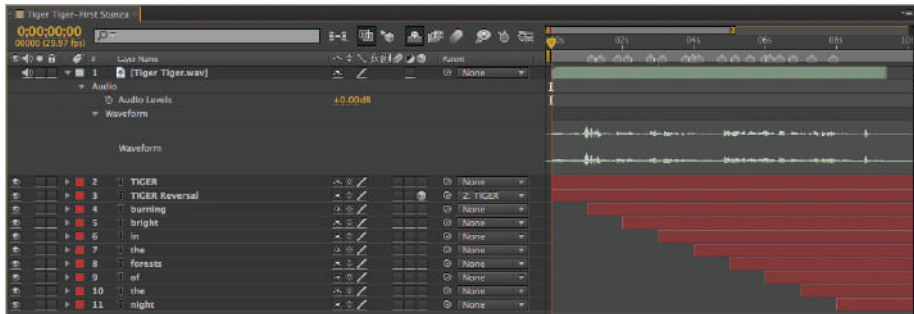 Tiger Tiger-First Stanza
0;00;00;00
00000 (29.97 fps)
02s 04s 06s 08s 10
# Layer Name Parent
1 [Tiger Tiger.wav] None
Audio
Audio Levels +0.00dB
Waveform
Waveform
2 T TIGER None
3 T TIGER Reversal 2. TIGER
4 T burning None
5 T bright None
6 T in None
7 T the None
8 T forests None
9 T of None
10 T the None
11 T night None